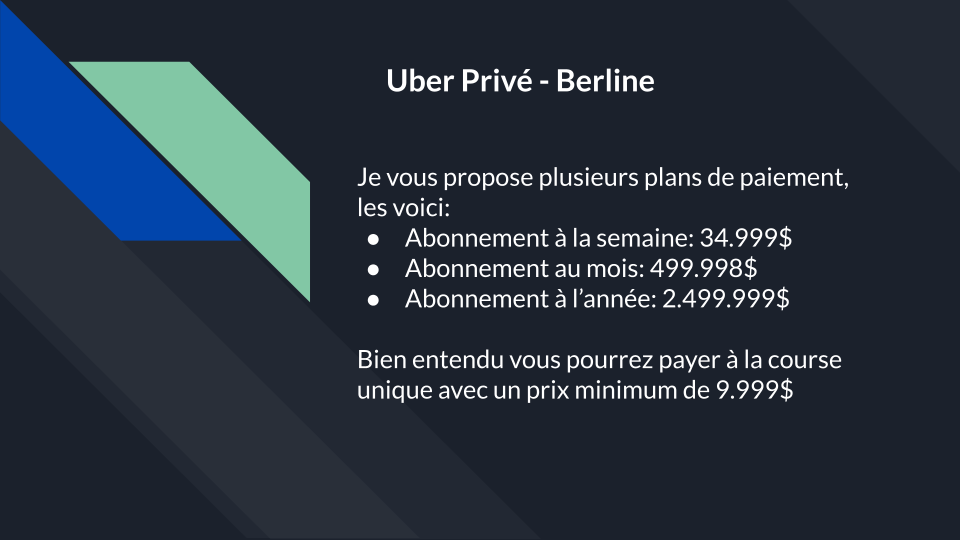 Uber Privé - Berline
Je vous propose plusieurs plans de paiement,
les voici:
● Abonnement à la semaine: 34.999$
● Abonnement au mois: 499.998$
● Abonnement à l’année: 2.499.999$
Bien entendu vous pourrez payer à la course
unique avec un prix minimum de 9.999$